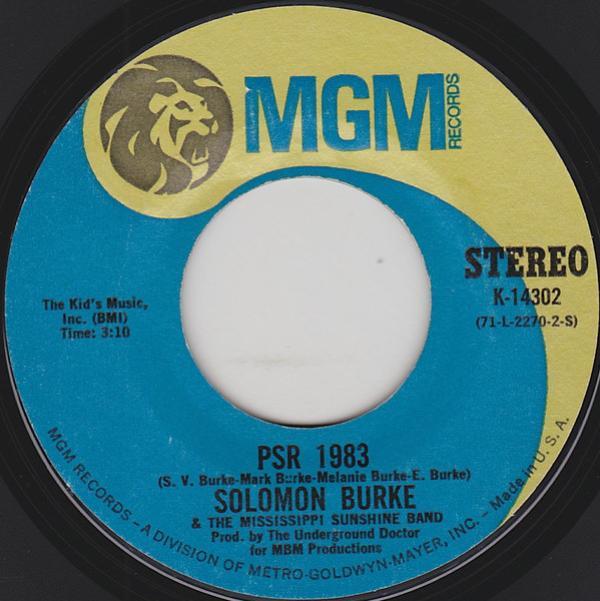 MGM
RECORDS
STEREO
K-14302
(71-L-2270-2-S)
The Kid's Music,
Inc. (BMI)
Time: 3:10
PSR 1983
(S. V. Burke-Mark Burke-Melanie Burke-E. Burke)
SOLOMON BURKE
& THE MISSISSIPPI SUNSHINE BAND
Prod. by The Underground Doctor
for MBM Productions
MGM RECORDS - A DIVISION OF METRO-GOLDWYN-MAYER, INC. - Made in U. S. A.